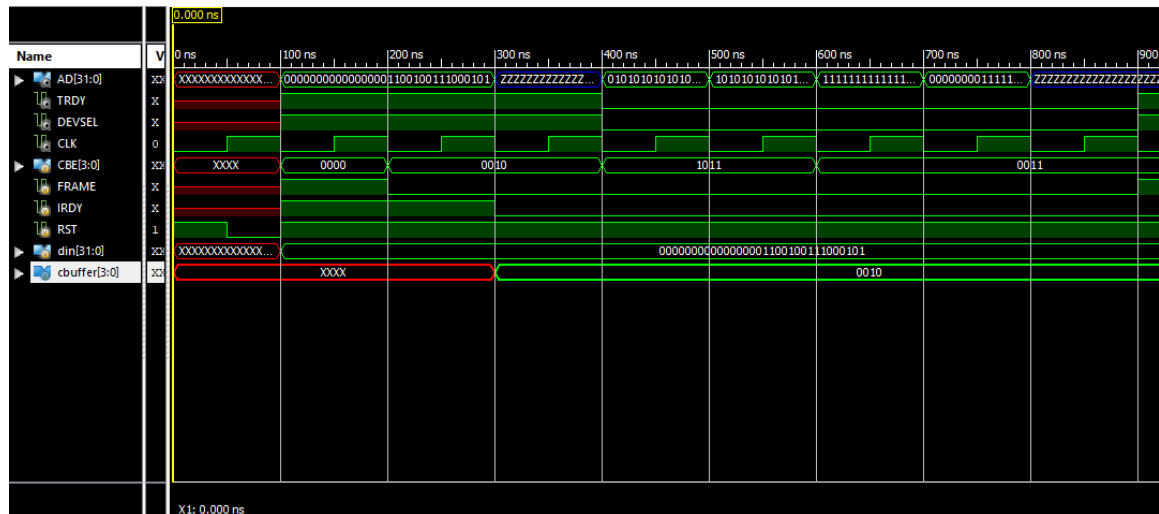 0.000 ns
Name V 0 ns 100 ns 200 ns 300 ns 400 ns 500 ns 600 ns 700 ns 800 ns 900
AD[31:0] XX XXXXXXXXXXXXX... 00000000000000001100100111000101 ZZZZZZZZZZZZZ... 0101010101010... 1010101010101... 1111111111111... 0000000011111... ZZZZZZZZZZZZZZZZZZZZZ
TRDY X
DEVSEL X
CLK 0
CBE[3:0] XX XXXX 0000 0010 1011 0011
FRAME X
IRDY X
RST 1
din[31:0] XX XXXXXXXXXXXXX... 00000000000000001100100111000101
cbuffer[3:0] XX XXXX 0010
X1: 0.000 ns